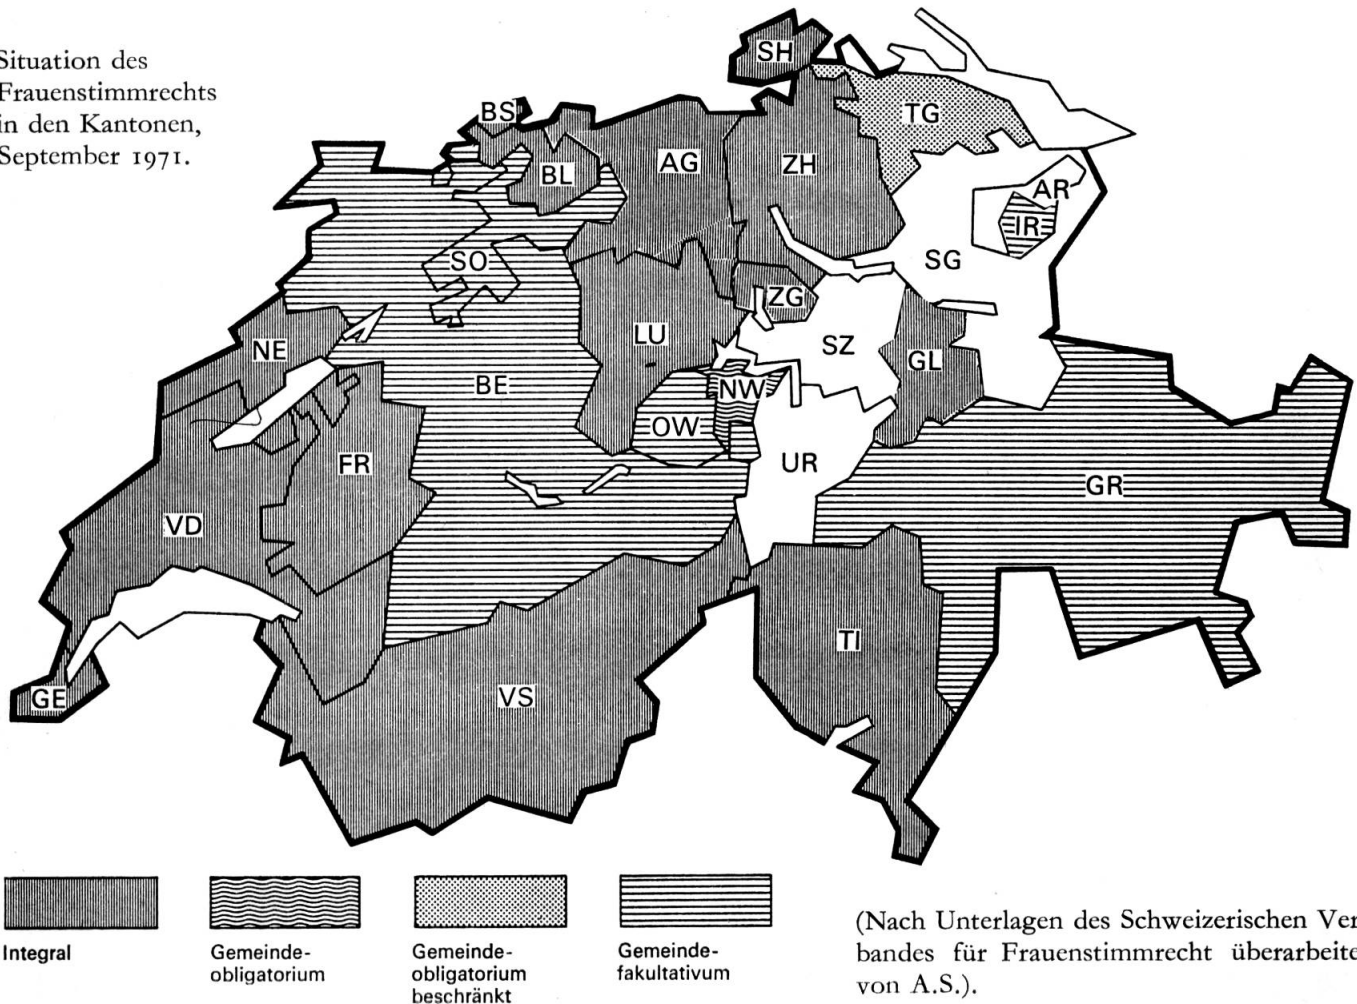 Situation des
Frauenstimmrechts
in den Kantonen,
September 1971.
SH
BS
TG
BL
AG
ZH
AR
IR
SO
SG
ZG
NE
LU
SZ
GL
BE
NW
OW
FR
UR
GR
VD
TI
GE
VS
Integral
Gemeinde-
obligatorium
Gemeinde-
obligatorium
beschränkt
Gemeinde-
fakultativum
(Nach Unterlagen des Schweizerischen Ver-
bandes für Frauenstimmrecht überarbeite
von A.S.).